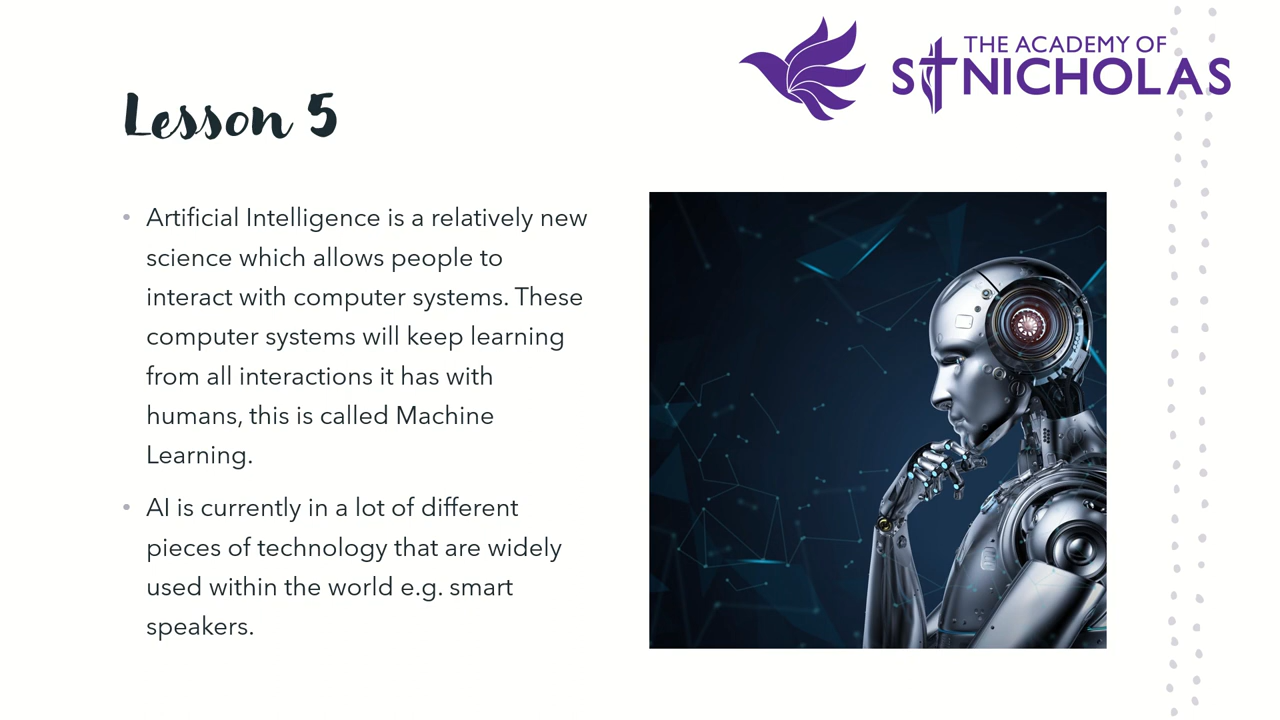 THE ACADEMY OF
ST NICHOLAS
Lesson 5
• Artificial Intelligence is a relatively new
science which allows people to
interact with computer systems. These
computer systems will keep learning
from all interactions it has with
humans, this is called Machine
Learning.
• AI is currently in a lot of different
pieces of technology that are widely
used within the world e.g. smart
speakers.